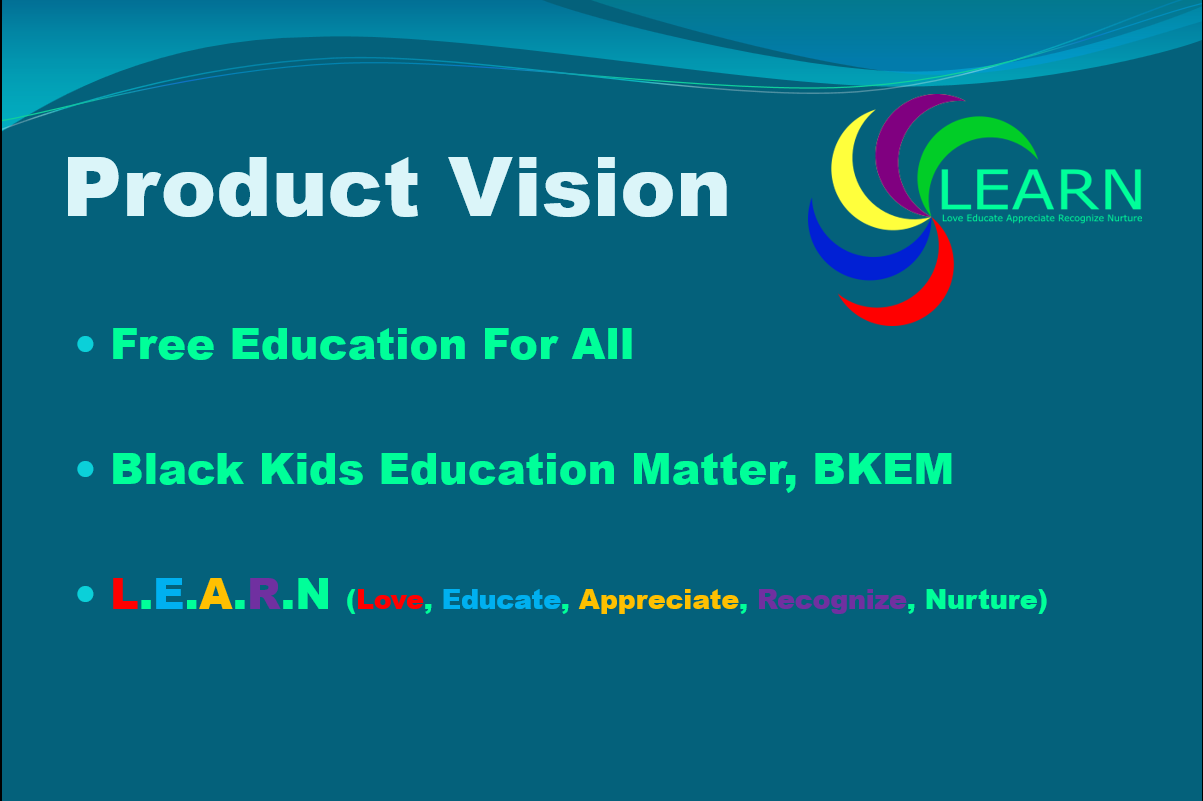 Product Vision
LEARN
Love Educate Appreciate Recognize Nurture
Free Education For All
Black Kids Education Matter, BKEM
L.E.A.R.N (Love, Educate, Appreciate, Recognize, Nurture)